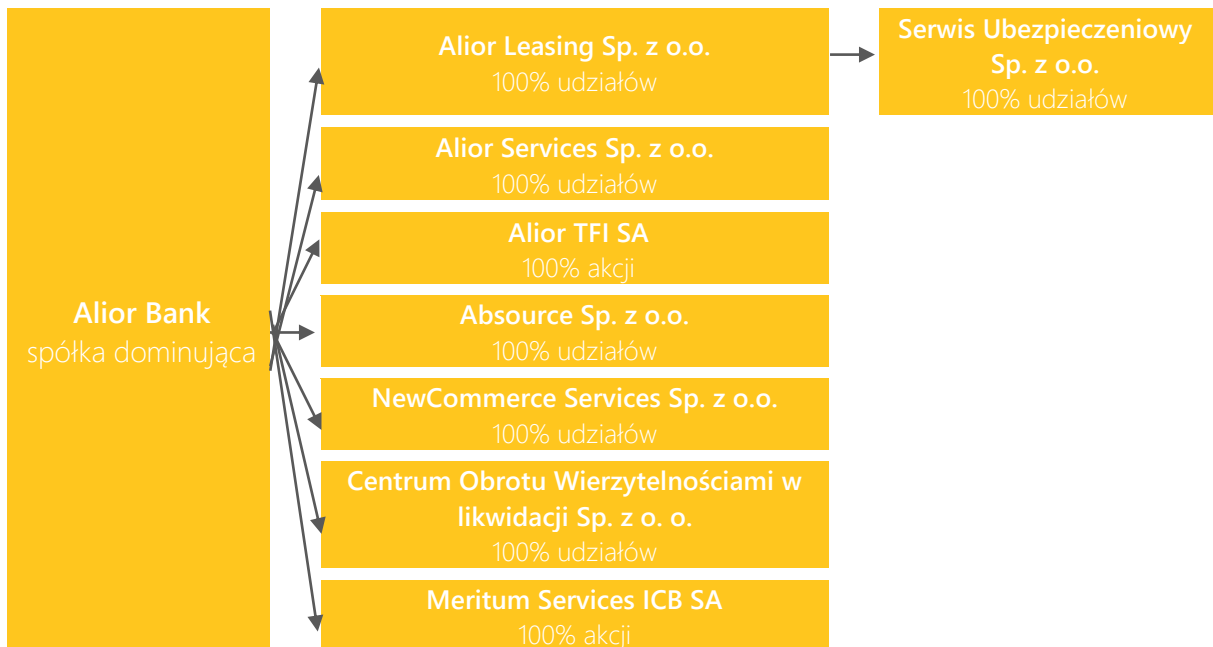 Alior Bank
spółka dominująca
Alior Leasing Sp. z o.o.
100% udziałów
Serwis Ubezpieczeniowy
Sp. z o.o.
100% udziałów
Alior Services Sp. z o.o.
100% udziałów
Alior TFI SA
100% akcji
Absource Sp. z o.o.
100% udziałów
NewCommerce Services Sp. z o.o.
100% udziałów
Centrum Obrotu Wierzytelnościami w
likwidacji Sp. z o. o.
100% udziałów
Meritum Services ICB SA
100% akcji